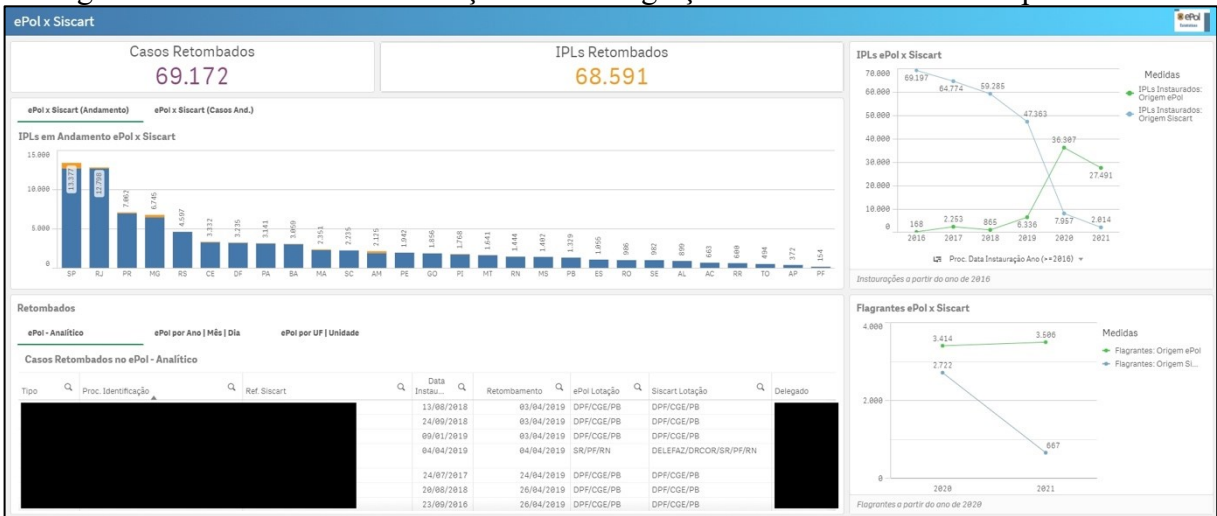 ePol x Siscart
ePol
Casos Retombados
69.172
IPLs Retombados
68.591
ePol x Siscart (Andamento) ePol x Siscart (Casos And.)
IPLs em Andamento ePol x Siscart
15.000
10.000
5.000
0
13.377 12.798 7.062 6.745 4.597 3.332 3.235 3.141 3.060 2.351 2.235 2.125 1.942 1.856 1.768 1.641 1.444 1.402 1.329 1.055 986 982 899 663 600 494 372 154
SP RJ PR MG RS CE DF PA BA MA SC AM PE GO PI MT RN MS PB ES RO SE AL AC RR TO AP PF
IPLs ePol x Siscart
70.000
60.000
50.000
40.000
30.000
20.000
10.000
0
69.197 64.774 59.285 47.363 7.957 2.014
168 2.253 865 6.336 36.307 27.491
2016 2017 2018 2019 2020 2021
Medidas
IPLs Instaurados:
Origem ePol
IPLs Instaurados:
Origem Siscart
Proc. Data Instauração Ano (>=2016)
Instaurações a partir do ano de 2016
Retombados
ePol - Analítico ePol por Ano | Mês | Dia ePol por UF | Unidade
Casos Retombados no ePol - Analítico
Tipo Proc. Identificação Ref. Siscart Data Instau... Retombamento ePol Lotação Siscart Lotação Delegado
13/08/2018 03/04/2019 DPF/CGE/PB DPF/CGE/PB
24/09/2018 03/04/2019 DPF/CGE/PB DPF/CGE/PB
09/01/2019 03/04/2019 DPF/CGE/PB DPF/CGE/PB
04/04/2019 04/04/2019 SR/PF/RN DELEFAZ/DRCOR/SR/PF/RN
24/07/2017 24/04/2019 DPF/CGE/PB DPF/CGE/PB
20/08/2018 26/04/2019 DPF/CGE/PB DPF/CGE/PB
23/09/2016 26/04/2019 DPF/CGE/PB DPF/CGE/PB
Flagrantes ePol x Siscart
4.000
2.000
0
3.414 3.506
2.722 667
2020 2021
Medidas
Flagrantes: Origem ePol
Flagrantes: Origem Si...
Flagrantes a partir do ano de 2020